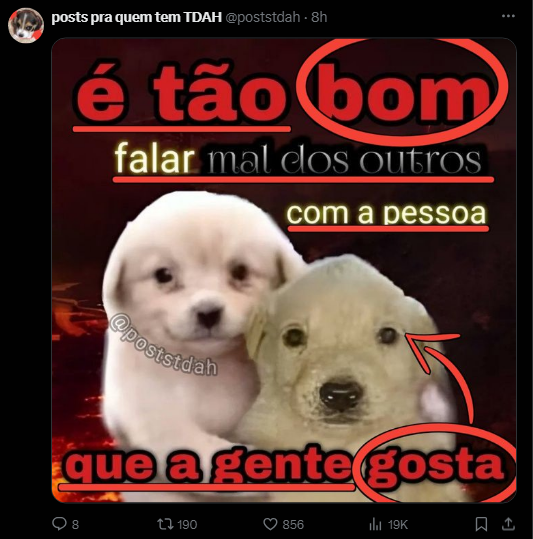 posts pra quem tem TDAH @poststdah · 8h
é tão bom
falar mal dos outros
com a pessoa
@poststdah
que a gente gosta
8 190 856 19K